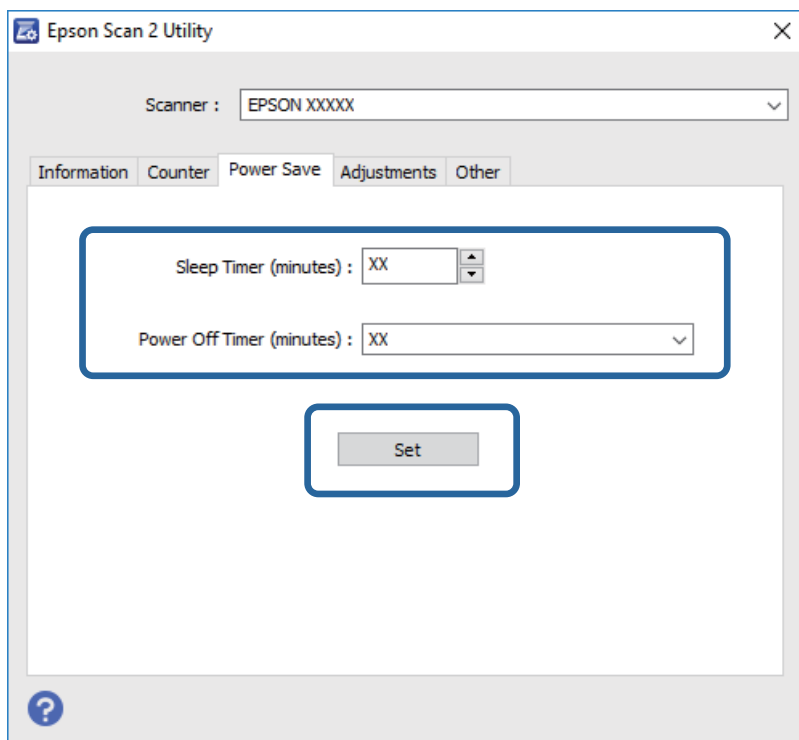 Epson Scan 2 Utility
Scanner : EPSON XXXXX
Information Counter Power Save Adjustments Other
Sleep Timer (minutes) : XX
Power Off Timer (minutes) : XX
Set
?